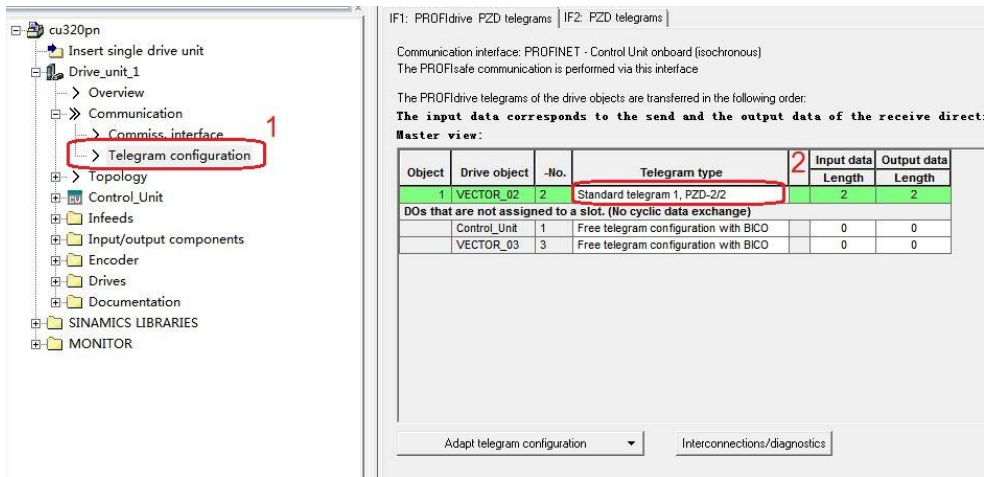 cu320pn
Insert single drive unit
Drive_unit_1
Overview
Communication
Commiss. interface
1
Telegram configuration
Topology
Control_Unit
Infeeds
Input/output components
Encoder
Drives
Documentation
SINAMICS LIBRARIES
MONITOR
IF1: PROFIdrive PZD telegrams IF2: PZD telegrams
Communication interface: PROFINET - Control Unit onboard (isochronous)
The PROFIsafe communication is performed via this interface
The PROFIdrive telegrams of the drive objects are transferred in the following order:
The input data corresponds to the send and the output data of the receive directi
Master view:
Object Drive object -No. Telegram type 2 Input data Output data
Length Length
1 VECTOR_02 2 Standard telegram 1, PZD-2/2 2 2
DOs that are not assigned to a slot. (No cyclic data exchange)
Control_Unit 1 Free telegram configuration with BICO 0 0
VECTOR_03 3 Free telegram configuration with BICO 0 0
Adapt telegram configuration Interconnections/diagnostics